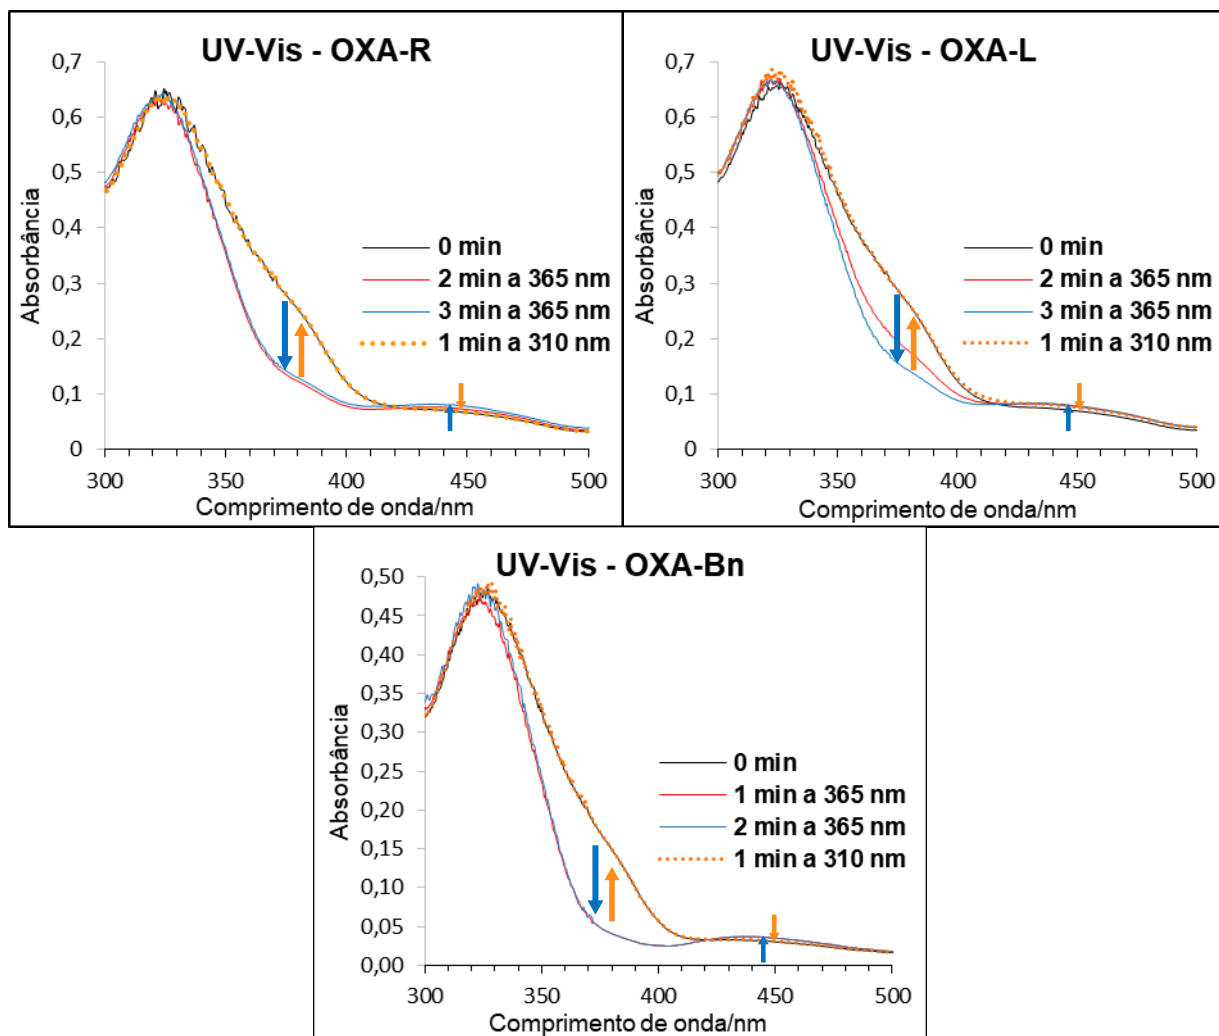 UV-Vis - OXA-R
0,7
0,6
0,5
0,4
0,3
0,2
0,1
0
Absorbância
0 min
2 min a 365 nm
3 min a 365 nm
1 min a 310 nm
300 350 400 450 500
Comprimento de onda/nm
UV-Vis - OXA-L
0,7
0,6
0,5
0,4
0,3
0,2
0,1
0
Absorbância
0 min
2 min a 365 nm
3 min a 365 nm
1 min a 310 nm
300 350 400 450 500
Comprimento de onda/nm
UV-Vis - OXA-Bn
0,50
0,45
0,40
0,35
0,30
0,25
0,20
0,15
0,10
0,05
0,00
Absorbância
0 min
1 min a 365 nm
2 min a 365 nm
1 min a 310 nm
300 350 400 450 500
Comprimento de onda/nm